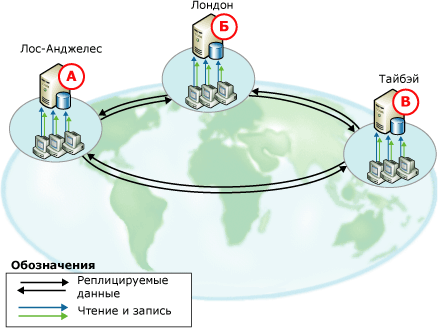 Лондон
Б
Лос-Анджелес
А
Тайбэй
В
Обозначения
Реплицируемые
данные
Чтение и запись